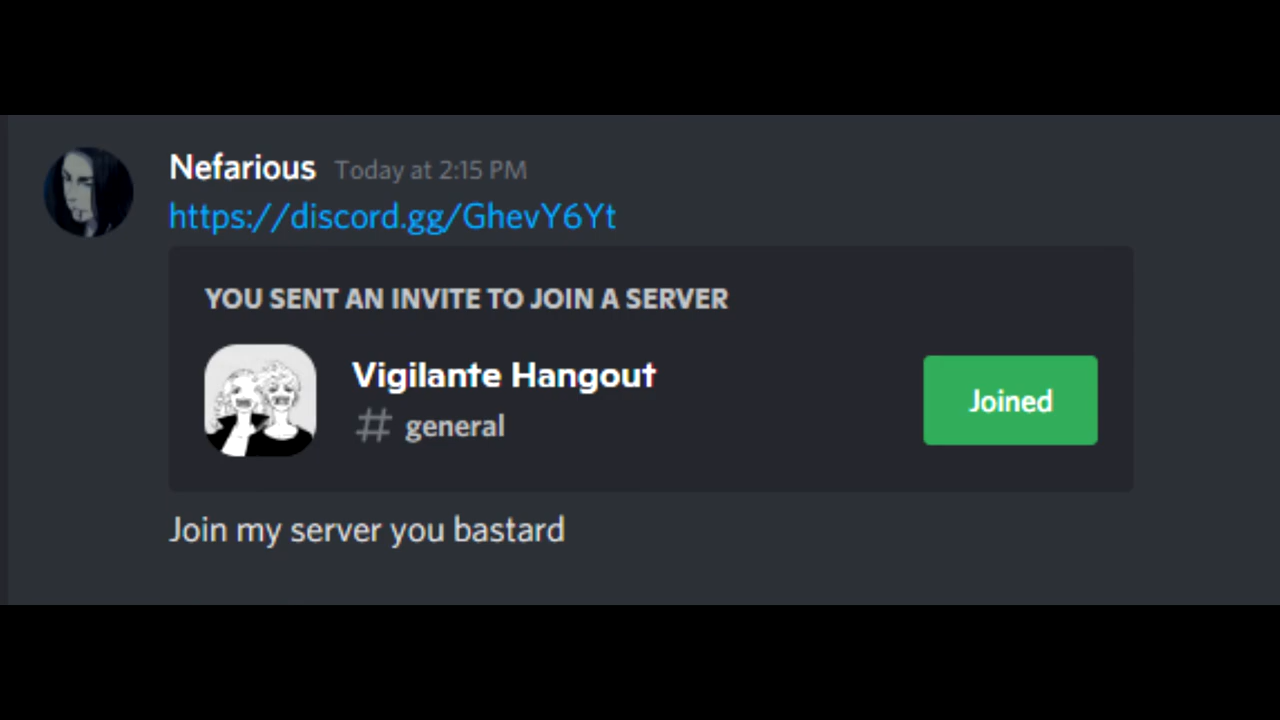 Nefarious Today at 2:15 PM
https://discord.gg/GhevY6Yt
YOU SENT AN INVITE TO JOIN A SERVER
Vigilante Hangout
# general
Joined
Join my server you bastard